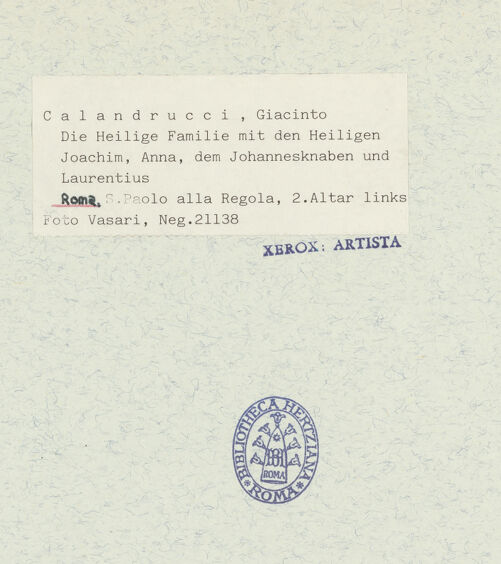 C a l a n d r u c c i , Giacinto
Die Heilige Familie mit den Heiligen
Joachim, Anna, dem Johannesknaben und
Laurentius
Roma, S.Paolo alla Regola, 2.Altar links
Foto Vasari, Neg.21138
XEROX: ARTISTA
BIBLIOTHECA HERTZIANA
ROMA
ROMA